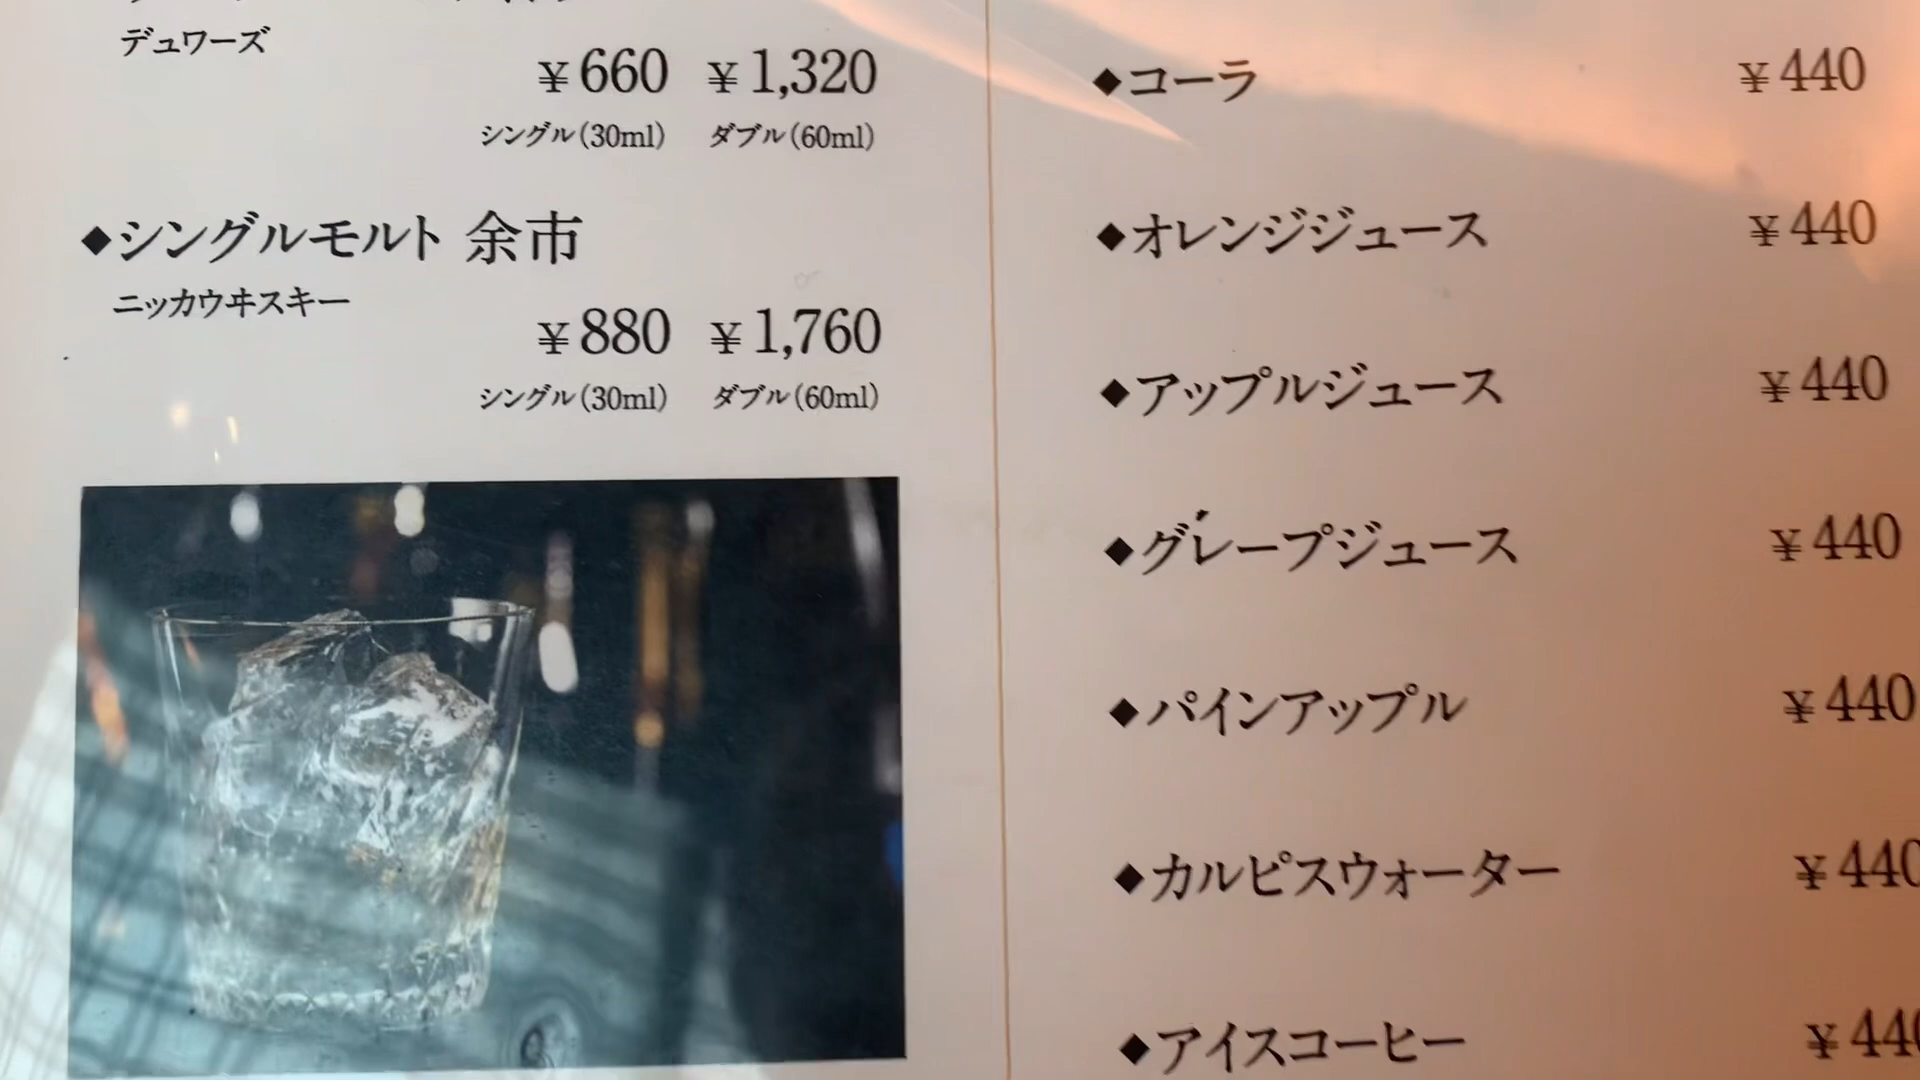 デュワーズ
¥660 ¥1,320
シングル(30ml) ダブル(60ml)
◆シングルモルト 余市
ニッカウヰスキー
¥880 ¥1,760
シングル(30ml) ダブル(60ml)
◆コーラ ¥440
◆オレンジジュース ¥440
◆アップルジュース ¥440
◆グレープジュース ¥440
◆パインアップル ¥440
◆カルピスウォーター ¥440
◆アイスコーヒー ¥440